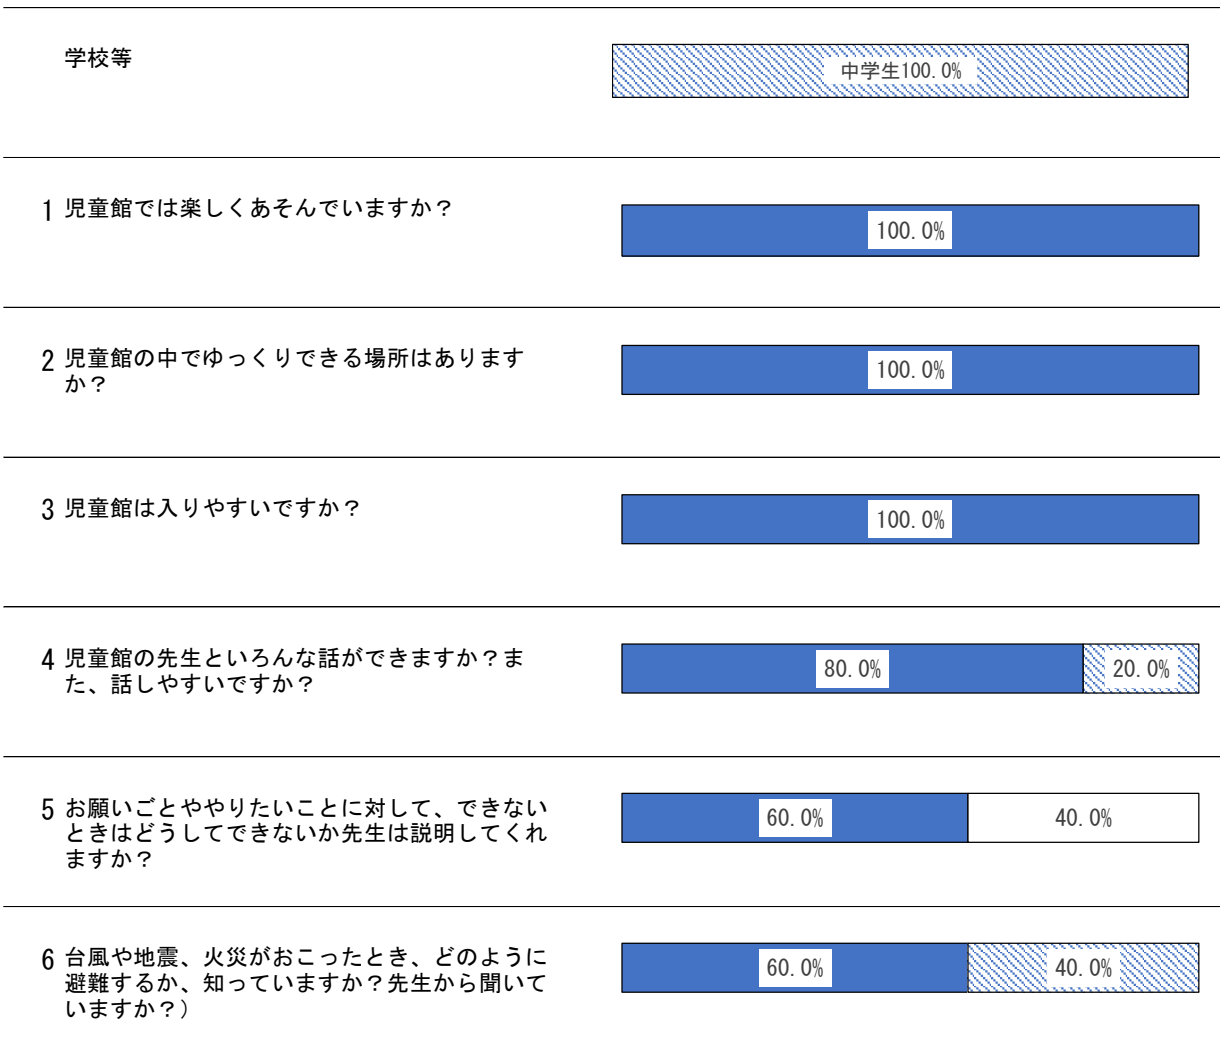 学校等
中学生100.0%
1 児童館では楽しくあそんでいますか？
100.0%
2 児童館の中でゆっくりできる場所はあります
か？
100.0%
3 児童館は入りやすいですか？
100.0%
4 児童館の先生といろんな話ができますか？ま
た、話しやすいですか？
80.0%
20.0%
5 お願いごとややりたいことに対して、できない
ときはどうしてできないか先生は説明してくれ
ますか？
60.0%
40.0%
6 台風や地震、火災がおこったとき、どのように
避難するか、知っていますか？先生から聞いて
いますか？）
60.0%
40.0%